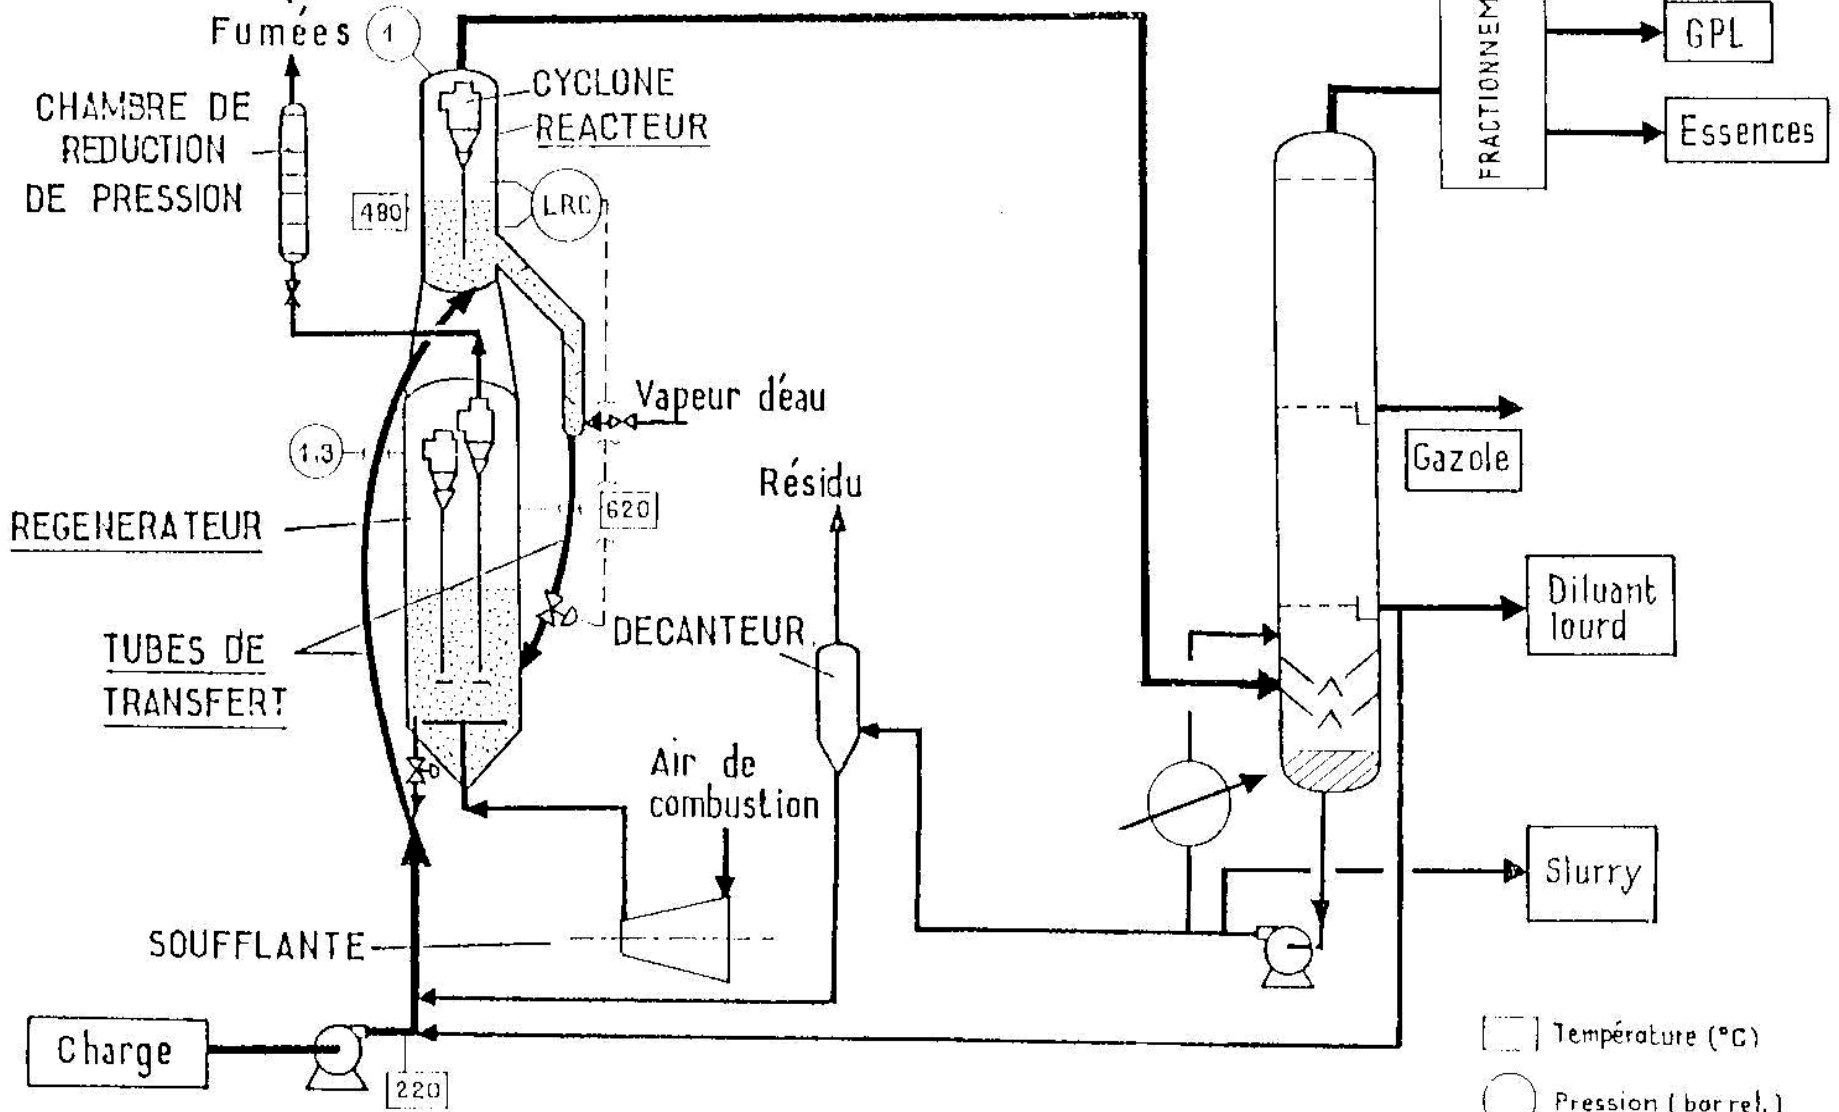 Fumées
1
CYCLONE
REACTEUR
CHAMBRE DE
REDUCTION
DE PRESSION
480
LRC
GPL
Essences
Vapeur d'éau
1,3
620
Résidu
Gazole
REGENERATEUR
TUBES DE
TRANSFERT
DECANTEUR
Diluant
lourd
Air de
combustion
Slurry
SOUFFLANTE
Charge
220
Température (°C)
Pression (bar rel.)